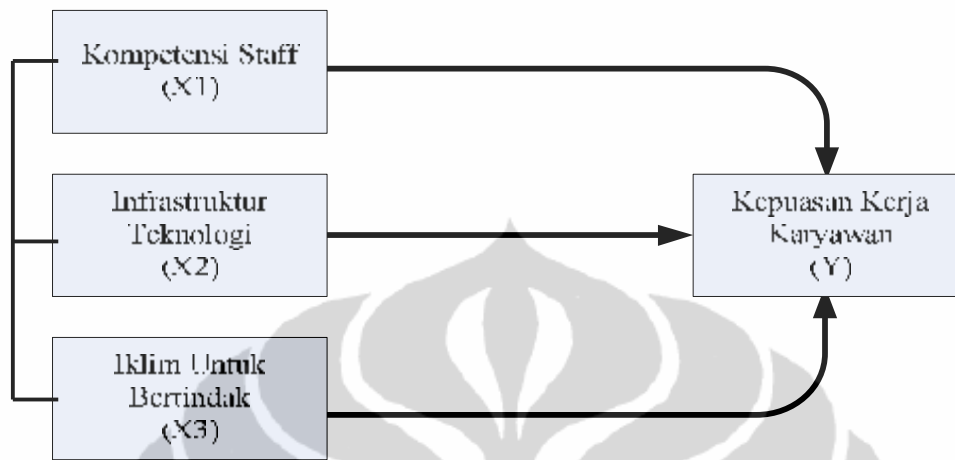 Kompetensi Staff
(X1)
Infrastruktur
Teknologi
(X2)
Iklim Untuk
Bertindak
(X3)
Kepuasan Kerja
Karyawan
(Y)